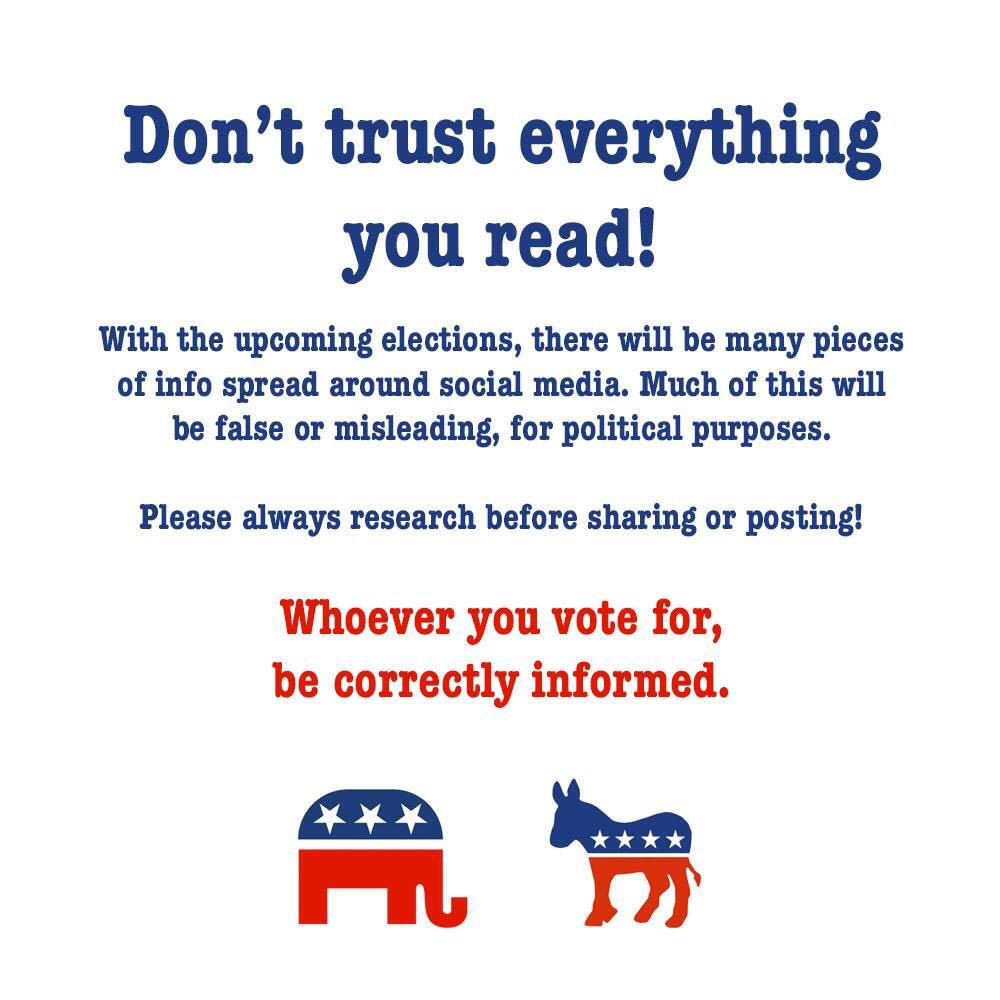 Don't trust everything
you read!
With the upcoming elections, there will be many pieces
of info spread around social media. Much of this will
be false or misleading, for political purposes.
Please always research before sharing or posting!
Whoever you vote for,
be correctly informed.